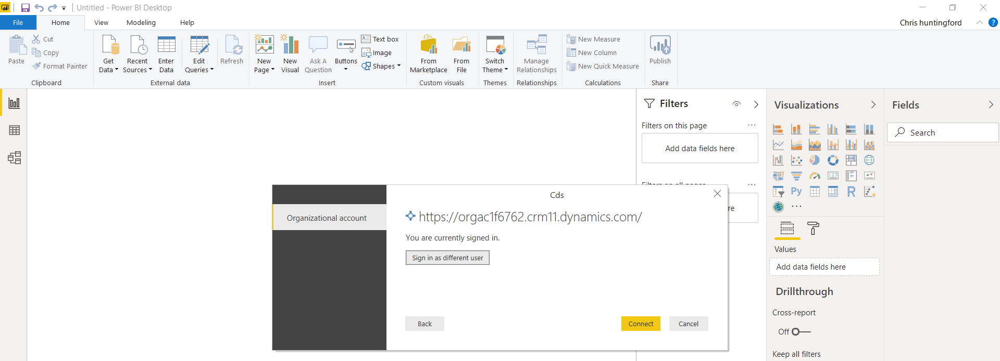 Untitled - Power BI Desktop
File Home View Modeling Help Chris huntingford ?
Paste
Cut
Copy
Format Painter
Clipboard
Get Data
Recent Sources
Enter Data
Edit Queries
Refresh
External data
New Page
New Visual
Ask A Question
Buttons
Text box
Image
Shapes
Insert
From Marketplace
From File
Custom visuals
Switch Theme
Themes
Manage Relationships
Relationships
New Measure
New Column
New Quick Measure
Calculations
Publish
Share
Filters
Filters on this page ...
Add data fields here
Filters on all pages ...
re
Visualizations
123
Py
R
...
Values
Add data fields here
Drillthrough
Cross-report
Off
Keep all filters
Fields
Search
Cds
Organizational account
https://orgac1f6762.crm11.dynamics.com/
You are currently signed in.
Sign in as different user
Back Connect Cancel